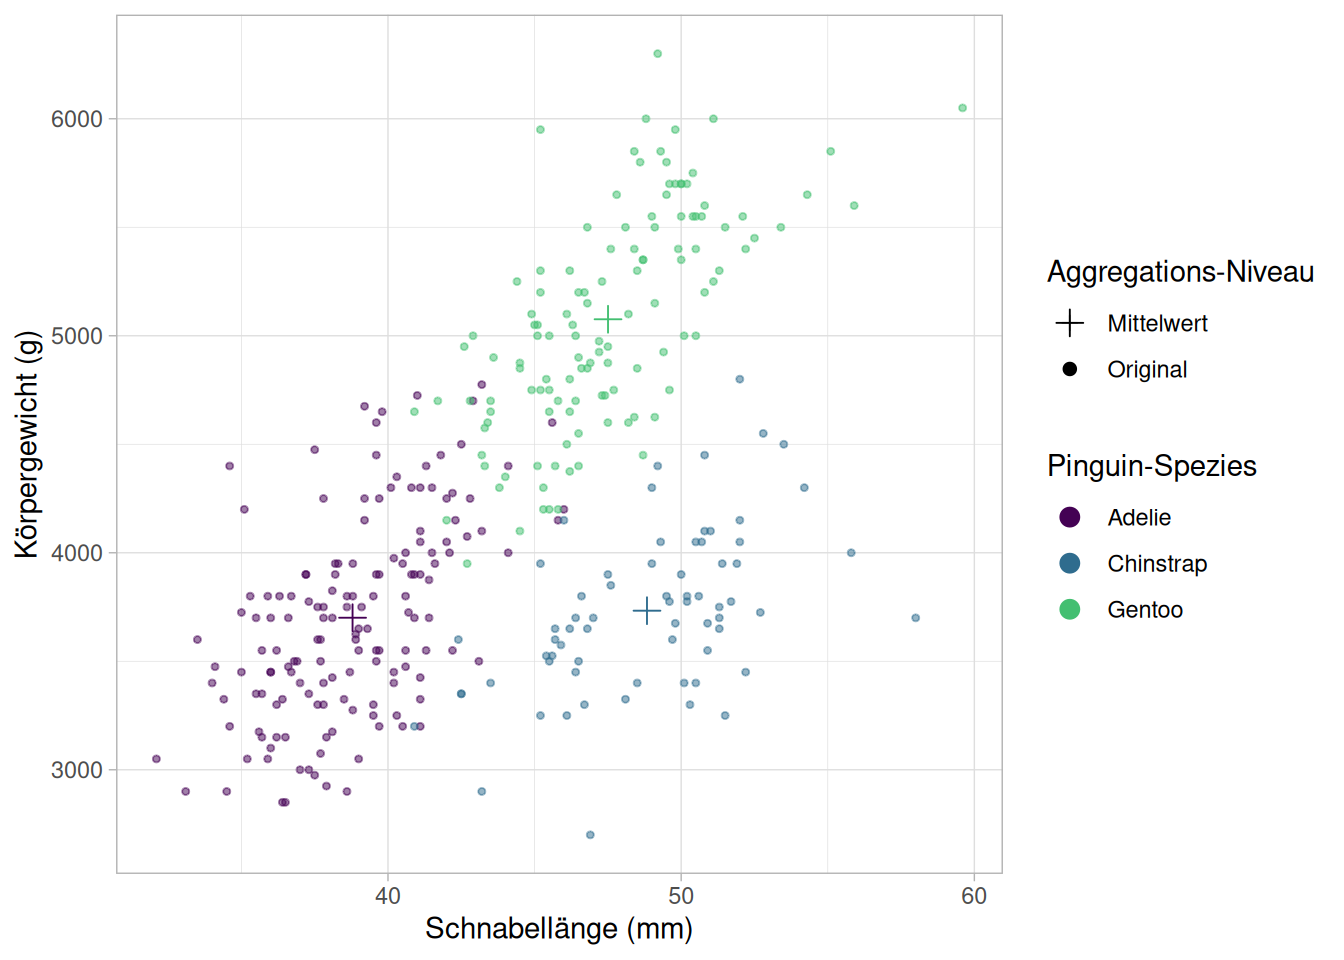 Körpergewicht (g)
6000
5000
4000
3000
40
50
60
Schnabellänge (mm)
Aggregations-Niveau
Mittelwert
Original
Pinguin-Spezies
Adelie
Chinstrap
Gentoo